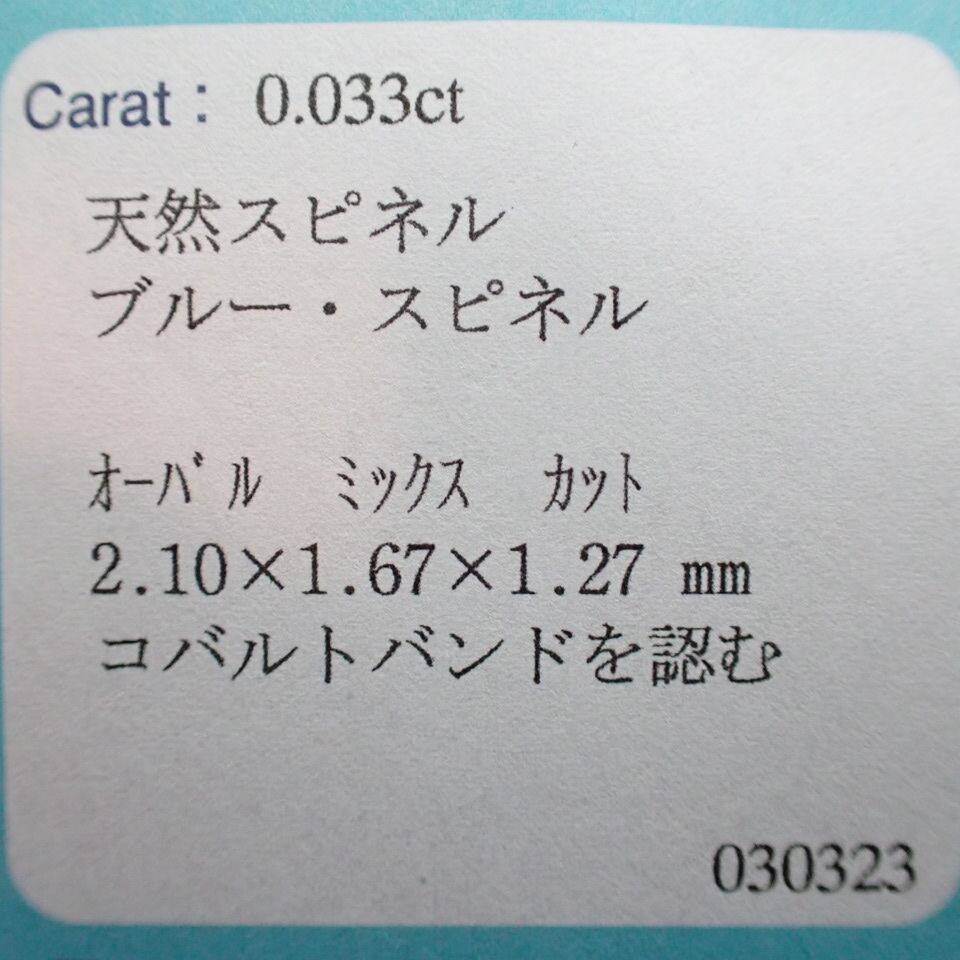 Carat： 0.033ct
天然スピネル
ブルー・スピネル
ｵｰﾊﾞﾙ ﾐｯｸｽ ｶｯﾄ
2.10×1.67×1.27 mm
コバルトバンドを認む
030323